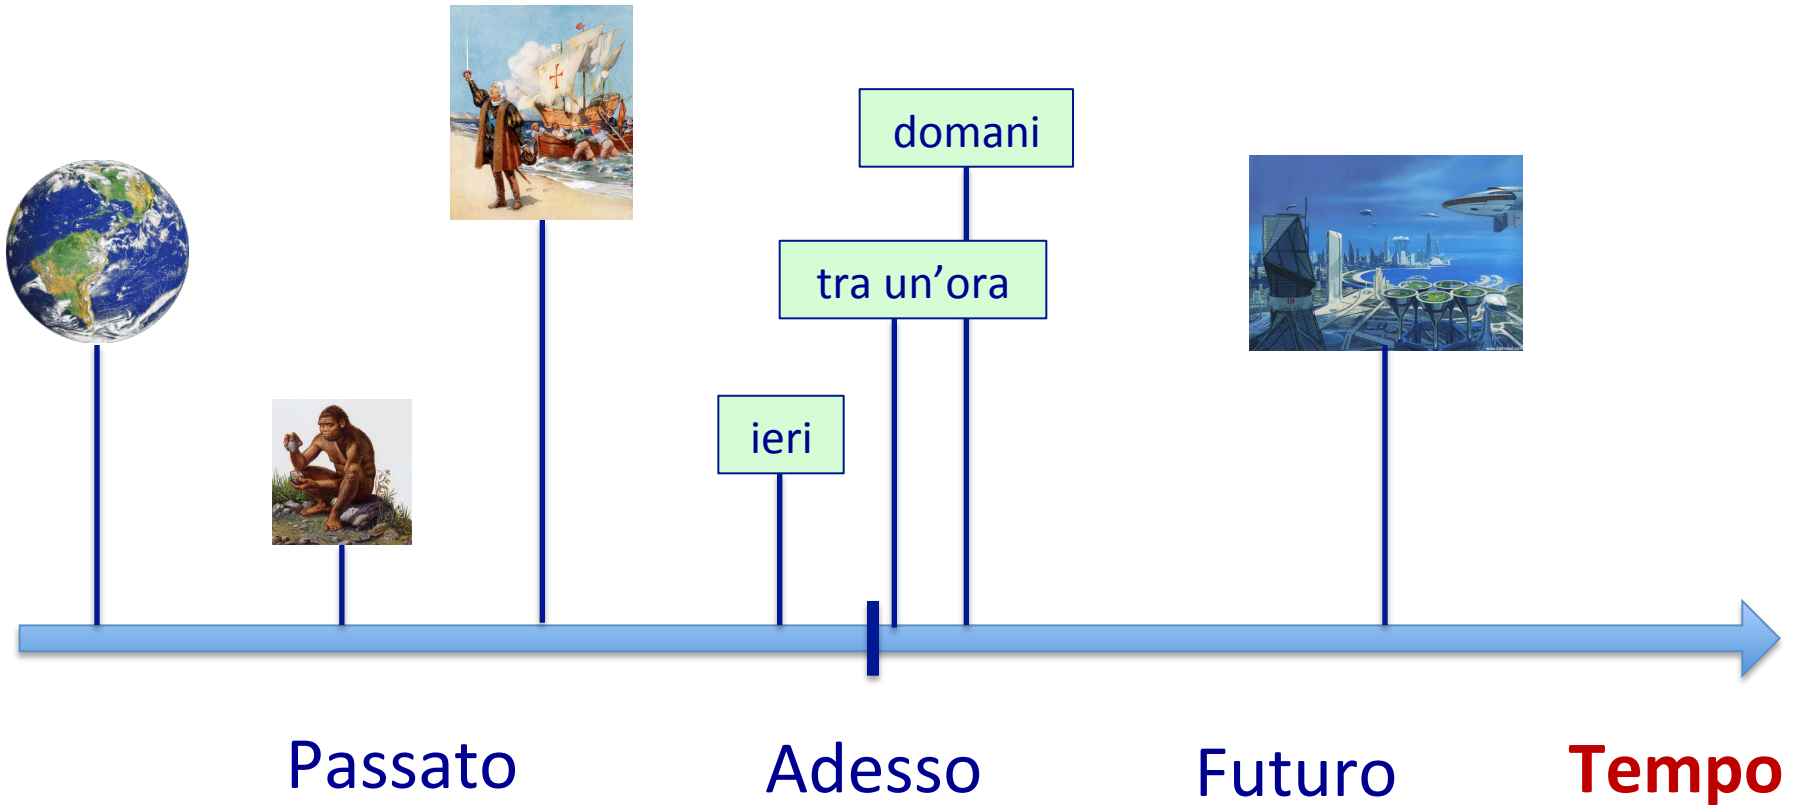 domani
tra un’ora
ieri
Passato
Adesso
Futuro
Tempo